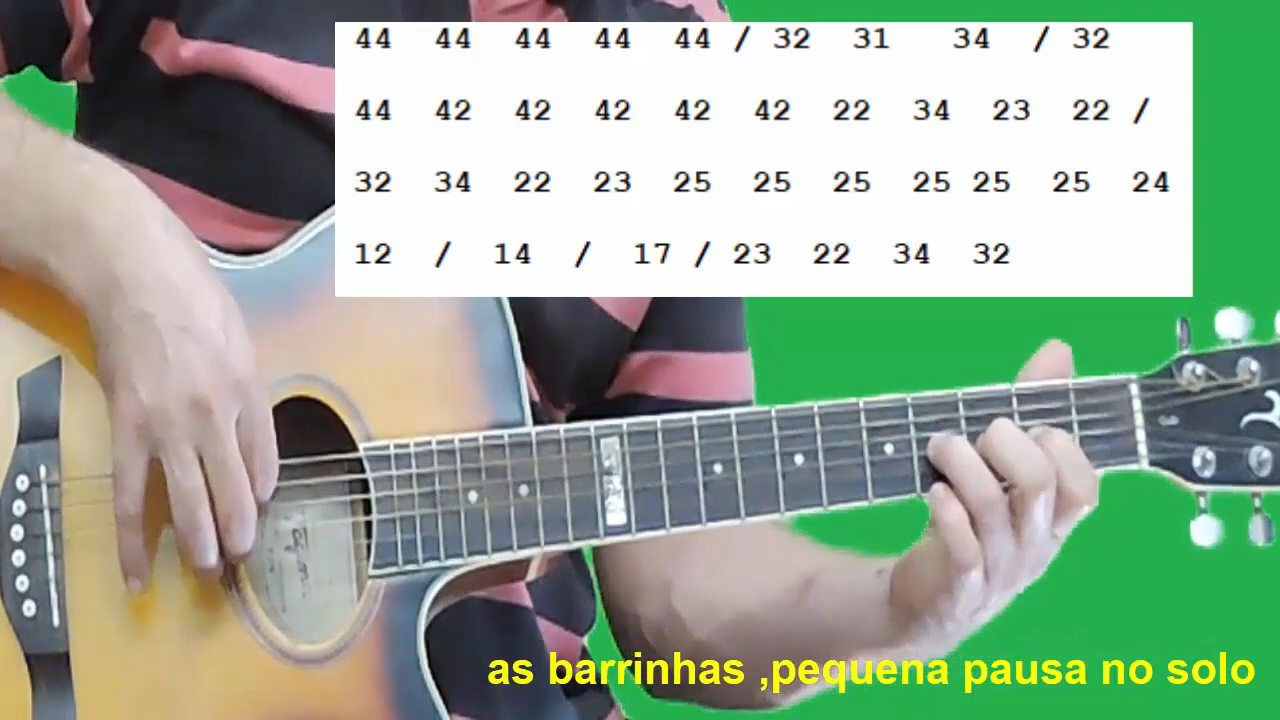 44 44 44 44 44 / 32 31 34 / 32
44 42 42 42 42 42 22 34 23 22 /
32 34 22 23 25 25 25 25 25 25 24
12 / 14 / 17 / 23 22 34 32
as barrinhas ,pequena pausa no solo